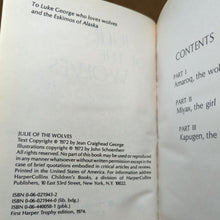 To Luke George who loves wolves
and the Eskimos of Alaska
JULIE OF THE WOLVES
Text Copyright © 1972 by Jean Craighead George
Illustrations Copyright © 1972 by John Schoenherr
All rights reserved. No part of this book may be
used or reproduced in any manner whatsoever without
written permission except in the case of
brief quotations embodied in critical articles and reviews.
Printed in the United States of America. For information
address HarperCollins Children's Books, a division of HarperCollins
Publishers, 10 East 53rd Street, New York, N.Y. 10022.
ISBN 0-06-021943-2
ISBN 0-06-021944-0 (lib. bdg.)
ISBN 0-06-440058-1 (pbk.)
First Harper Trophy edition, 1974.
CONTENTS
PART I
Amaroq, the wol
PART II
Miyax, the girl
PART III
Kapugen, the